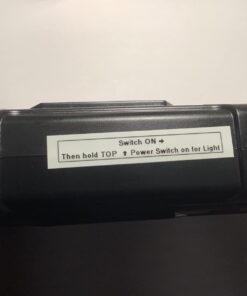 Switch ON →
Then hold TOP ⬆ Power Switch on for Light